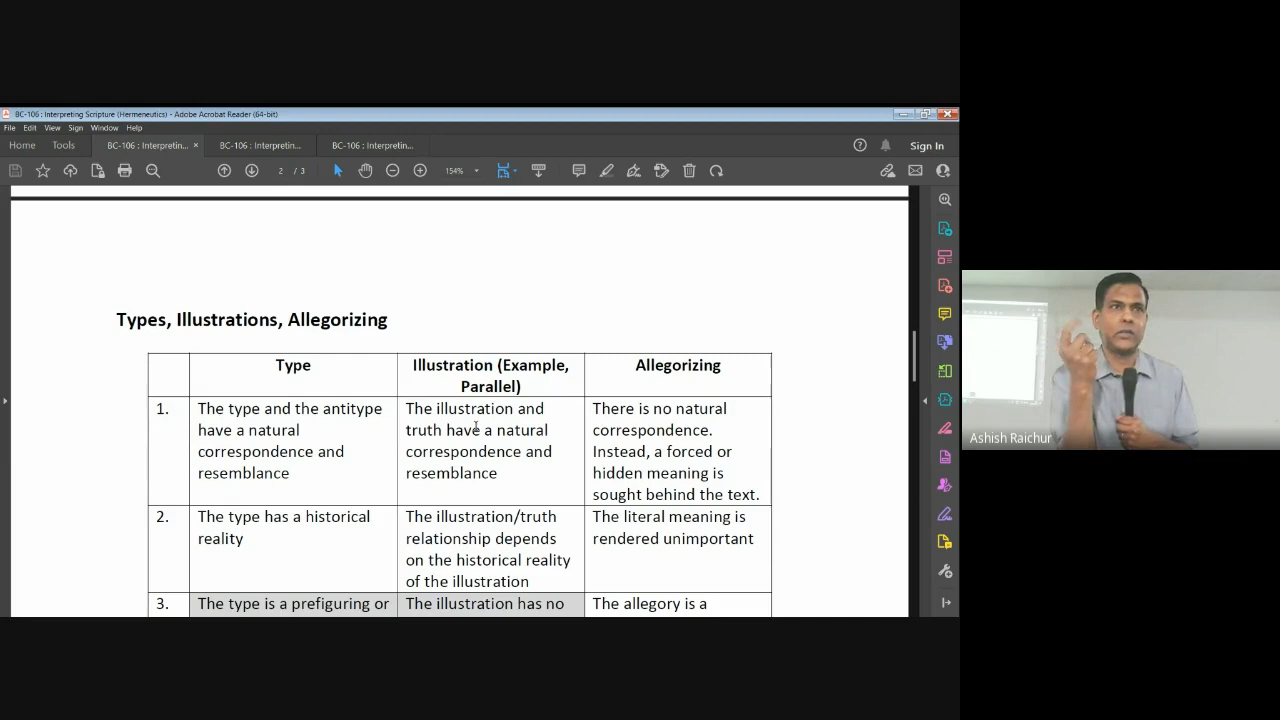 BC-106 : Interpreting Scripture (Hermeneutics) - Adobe Acrobat Reader (64-bit)
File Edit View Sign Window Help
Home Tools BC-106 : Interpretin... × BC-106 : Interpretin... BC-106 : Interpretin... Sign In
2 / 3 154%
Types, Illustrations, Allegorizing
Type
Illustration (Example,
Parallel)
Allegorizing
1.
The type and the antitype
have a natural
correspondence and
resemblance
The illustration and
truth have a natural
correspondence and
resemblance
There is no natural
correspondence.
Instead, a forced or
hidden meaning is
sought behind the text.
2.
The type has a historical
reality
The illustration/truth
relationship depends
on the historical reality
of the illustration
The literal meaning is
rendered unimportant
3.
The type is a prefiguring or
The illustration has no
The allegory is a
Ashish Raichur